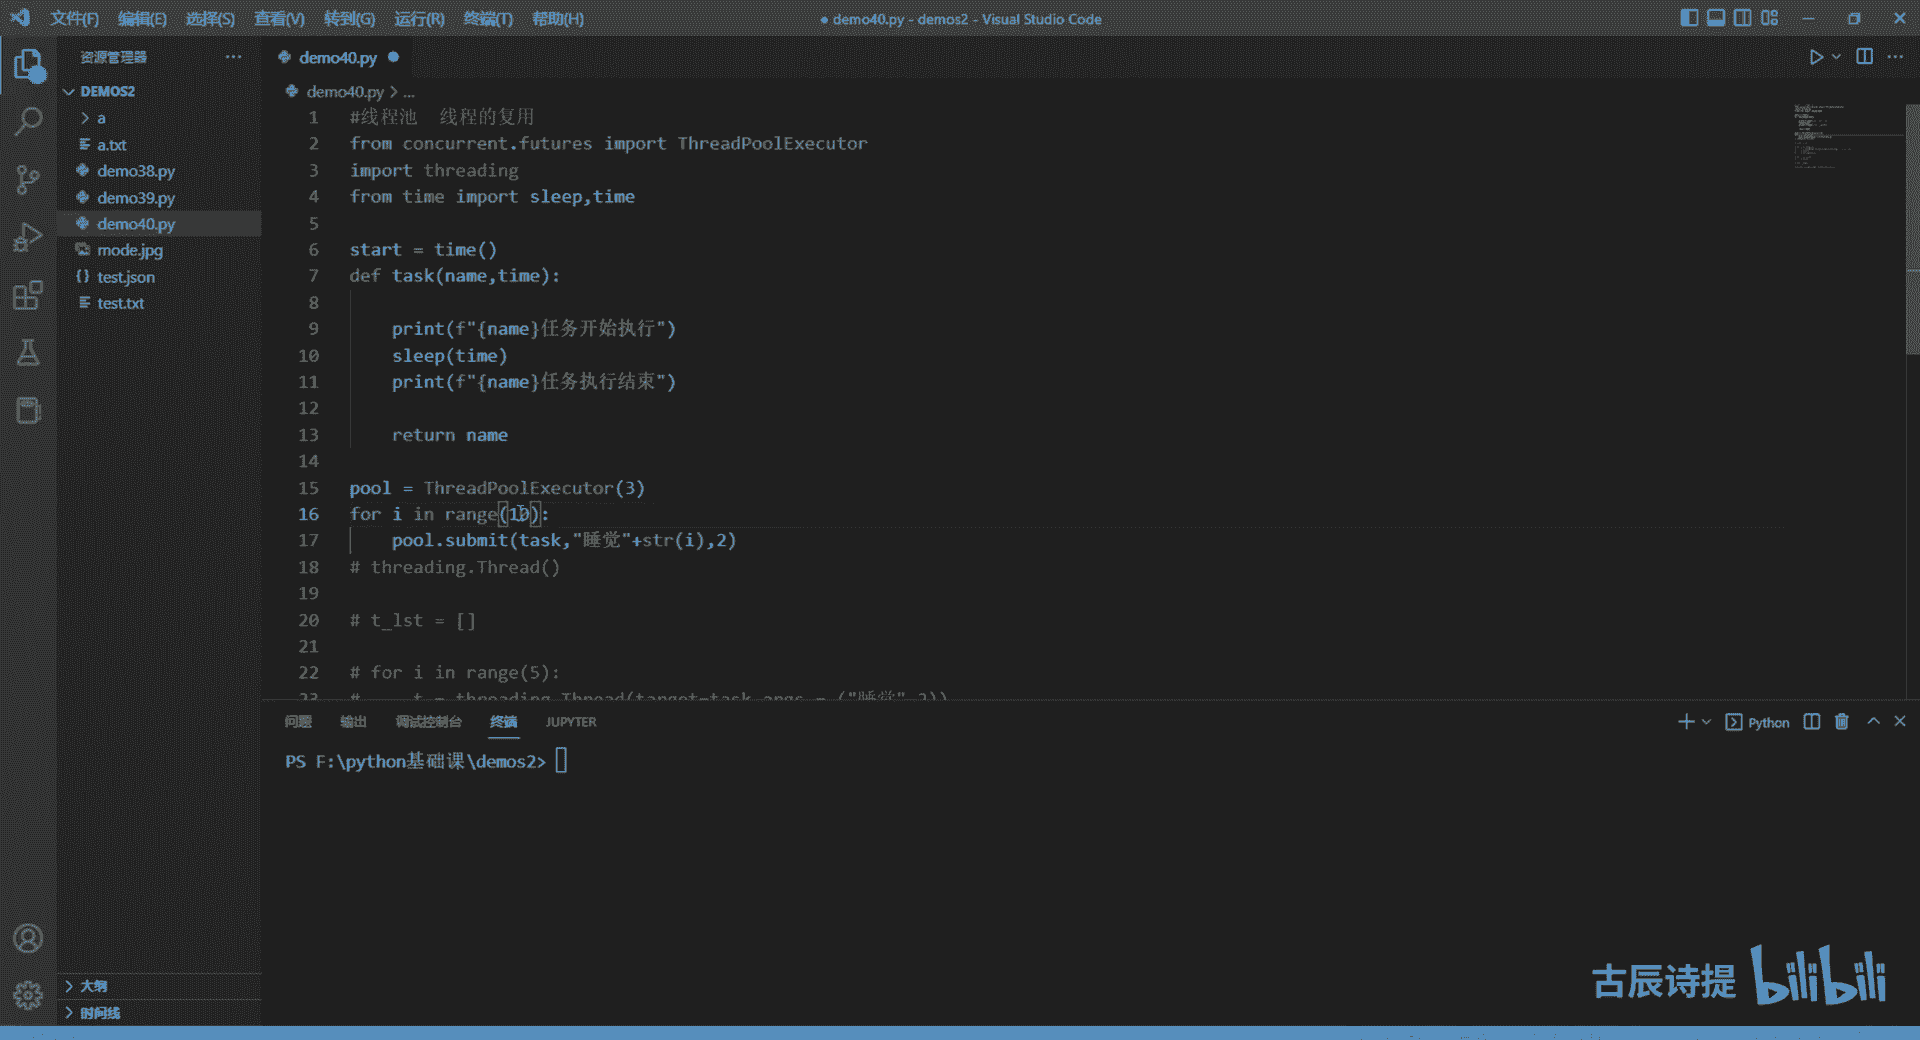 文件(F) 编辑(E) 选择(S) 查看(V) 转到(G) 运行(R) 终端(T) 帮助(H)
● demo40.py - demos2 - Visual Studio Code
资源管理器
DEMOS2
a
a.txt
demo38.py
demo39.py
demo40.py
mode.jpg
test.json
test.txt
大纲
时间线
demo40.py
demo40.py > ...
1 #线程池  线程的复用
2 from concurrent.futures import ThreadPoolExecutor
3 import threading
4 from time import sleep,time
5
6 start = time()
7 def task(name,time):
8
9     print(f"{name}任务开始执行")
10     sleep(time)
11     print(f"{name}任务执行结束")
12
13     return name
14
15 pool = ThreadPoolExecutor(3)
16 for i in range(10):
17     pool.submit(task,"睡觉"+str(i),2)
18 # threading.Thread()
19
20 # t_lst = []
21
22 # for i in range(5):
23 #     t = threading.Thread(target=task,args = ("睡觉",2))
问题 输出 调试控制台 终端 JUPYTER
Python
PS F:\python基础课\demos2>
古辰诗提 bilibili